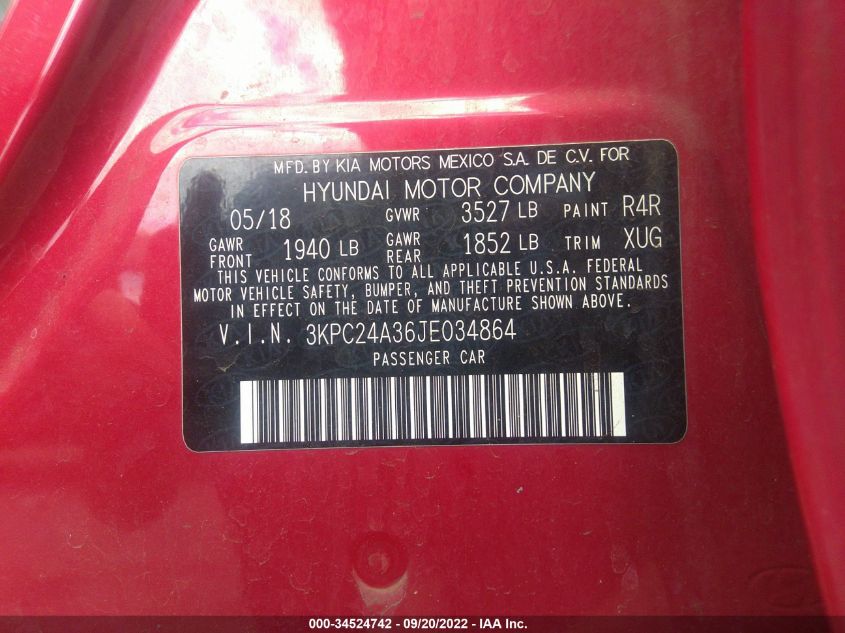 MFD. BY KIA MOTORS MEXICO S.A. DE C.V. FOR
HYUNDAI MOTOR COMPANY
05/18 GVWR 3527 LB PAINT R4R
GAWR FRONT 1940 LB GAWR REAR 1852 LB TRIM XUG
THIS VEHICLE CONFORMS TO ALL APPLICABLE U.S.A. FEDERAL
MOTOR VEHICLE SAFETY, BUMPER, AND THEFT PREVENTION STANDARDS
IN EFFECT ON THE DATE OF MANUFACTURE SHOWN ABOVE.
V.I.N. 3KPC24A36JE034864
PASSENGER CAR
000-34524742 - 09/20/2022 - IAA Inc.